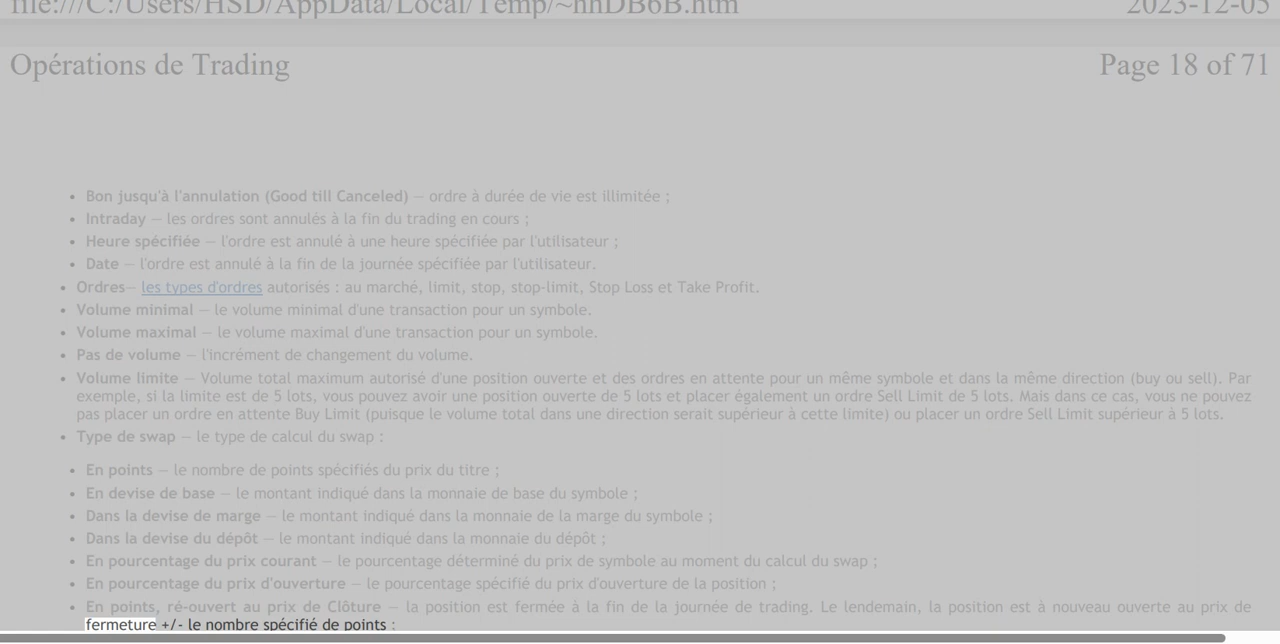 file:///C:/Users/HSD/AppData/Local/Temp/~hhDB6B.htm 2023-12-05
Opérations de Trading Page 18 of 71
• Bon jusqu'à l'annulation (Good till Canceled) — ordre à durée de vie est illimitée ;
• Intraday — les ordres sont annulés à la fin du trading en cours ;
• Heure spécifiée — l'ordre est annulé à une heure spécifiée par l'utilisateur ;
• Date — l'ordre est annulé à la fin de la journée spécifiée par l'utilisateur.
• Ordres— les types d'ordres autorisés : au marché, limit, stop, stop-limit, Stop Loss et Take Profit.
• Volume minimal — le volume minimal d'une transaction pour un symbole.
• Volume maximal — le volume maximal d'une transaction pour un symbole.
• Pas de volume — l'incrément de changement du volume.
• Volume limite — Volume total maximum autorisé d'une position ouverte et des ordres en attente pour un même symbole et dans la même direction (buy ou sell). Par
exemple, si la limite est de 5 lots, vous pouvez avoir une position ouverte de 5 lots et placer également un ordre Sell Limit de 5 lots. Mais dans ce cas, vous ne pouvez
pas placer un ordre en attente Buy Limit (puisque le volume total dans une direction serait supérieur à cette limite) ou placer un ordre Sell Limit supérieur à 5 lots.
• Type de swap — le type de calcul du swap :
• En points — le nombre de points spécifiés du prix du titre ;
• En devise de base — le montant indiqué dans la monnaie de base du symbole ;
• Dans la devise de marge — le montant indiqué dans la monnaie de la marge du symbole ;
• Dans la devise du dépôt — le montant indiqué dans la monnaie du dépôt ;
• En pourcentage du prix courant — le pourcentage déterminé du prix de symbole au moment du calcul du swap ;
• En pourcentage du prix d'ouverture — le pourcentage spécifié du prix d'ouverture de la position ;
• En points, ré-ouvert au prix de Clôture — la position est fermée à la fin de la journée de trading. Le lendemain, la position est à nouveau ouverte au prix de
fermeture +/- le nombre spécifié de points :